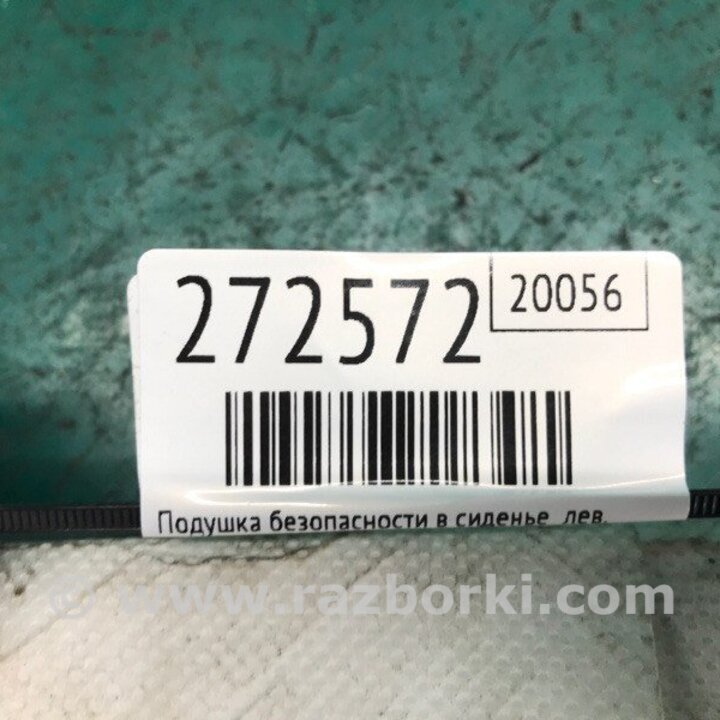 272572
20056
Подушка безопасности в сиденье лев.
© www.razborki.com